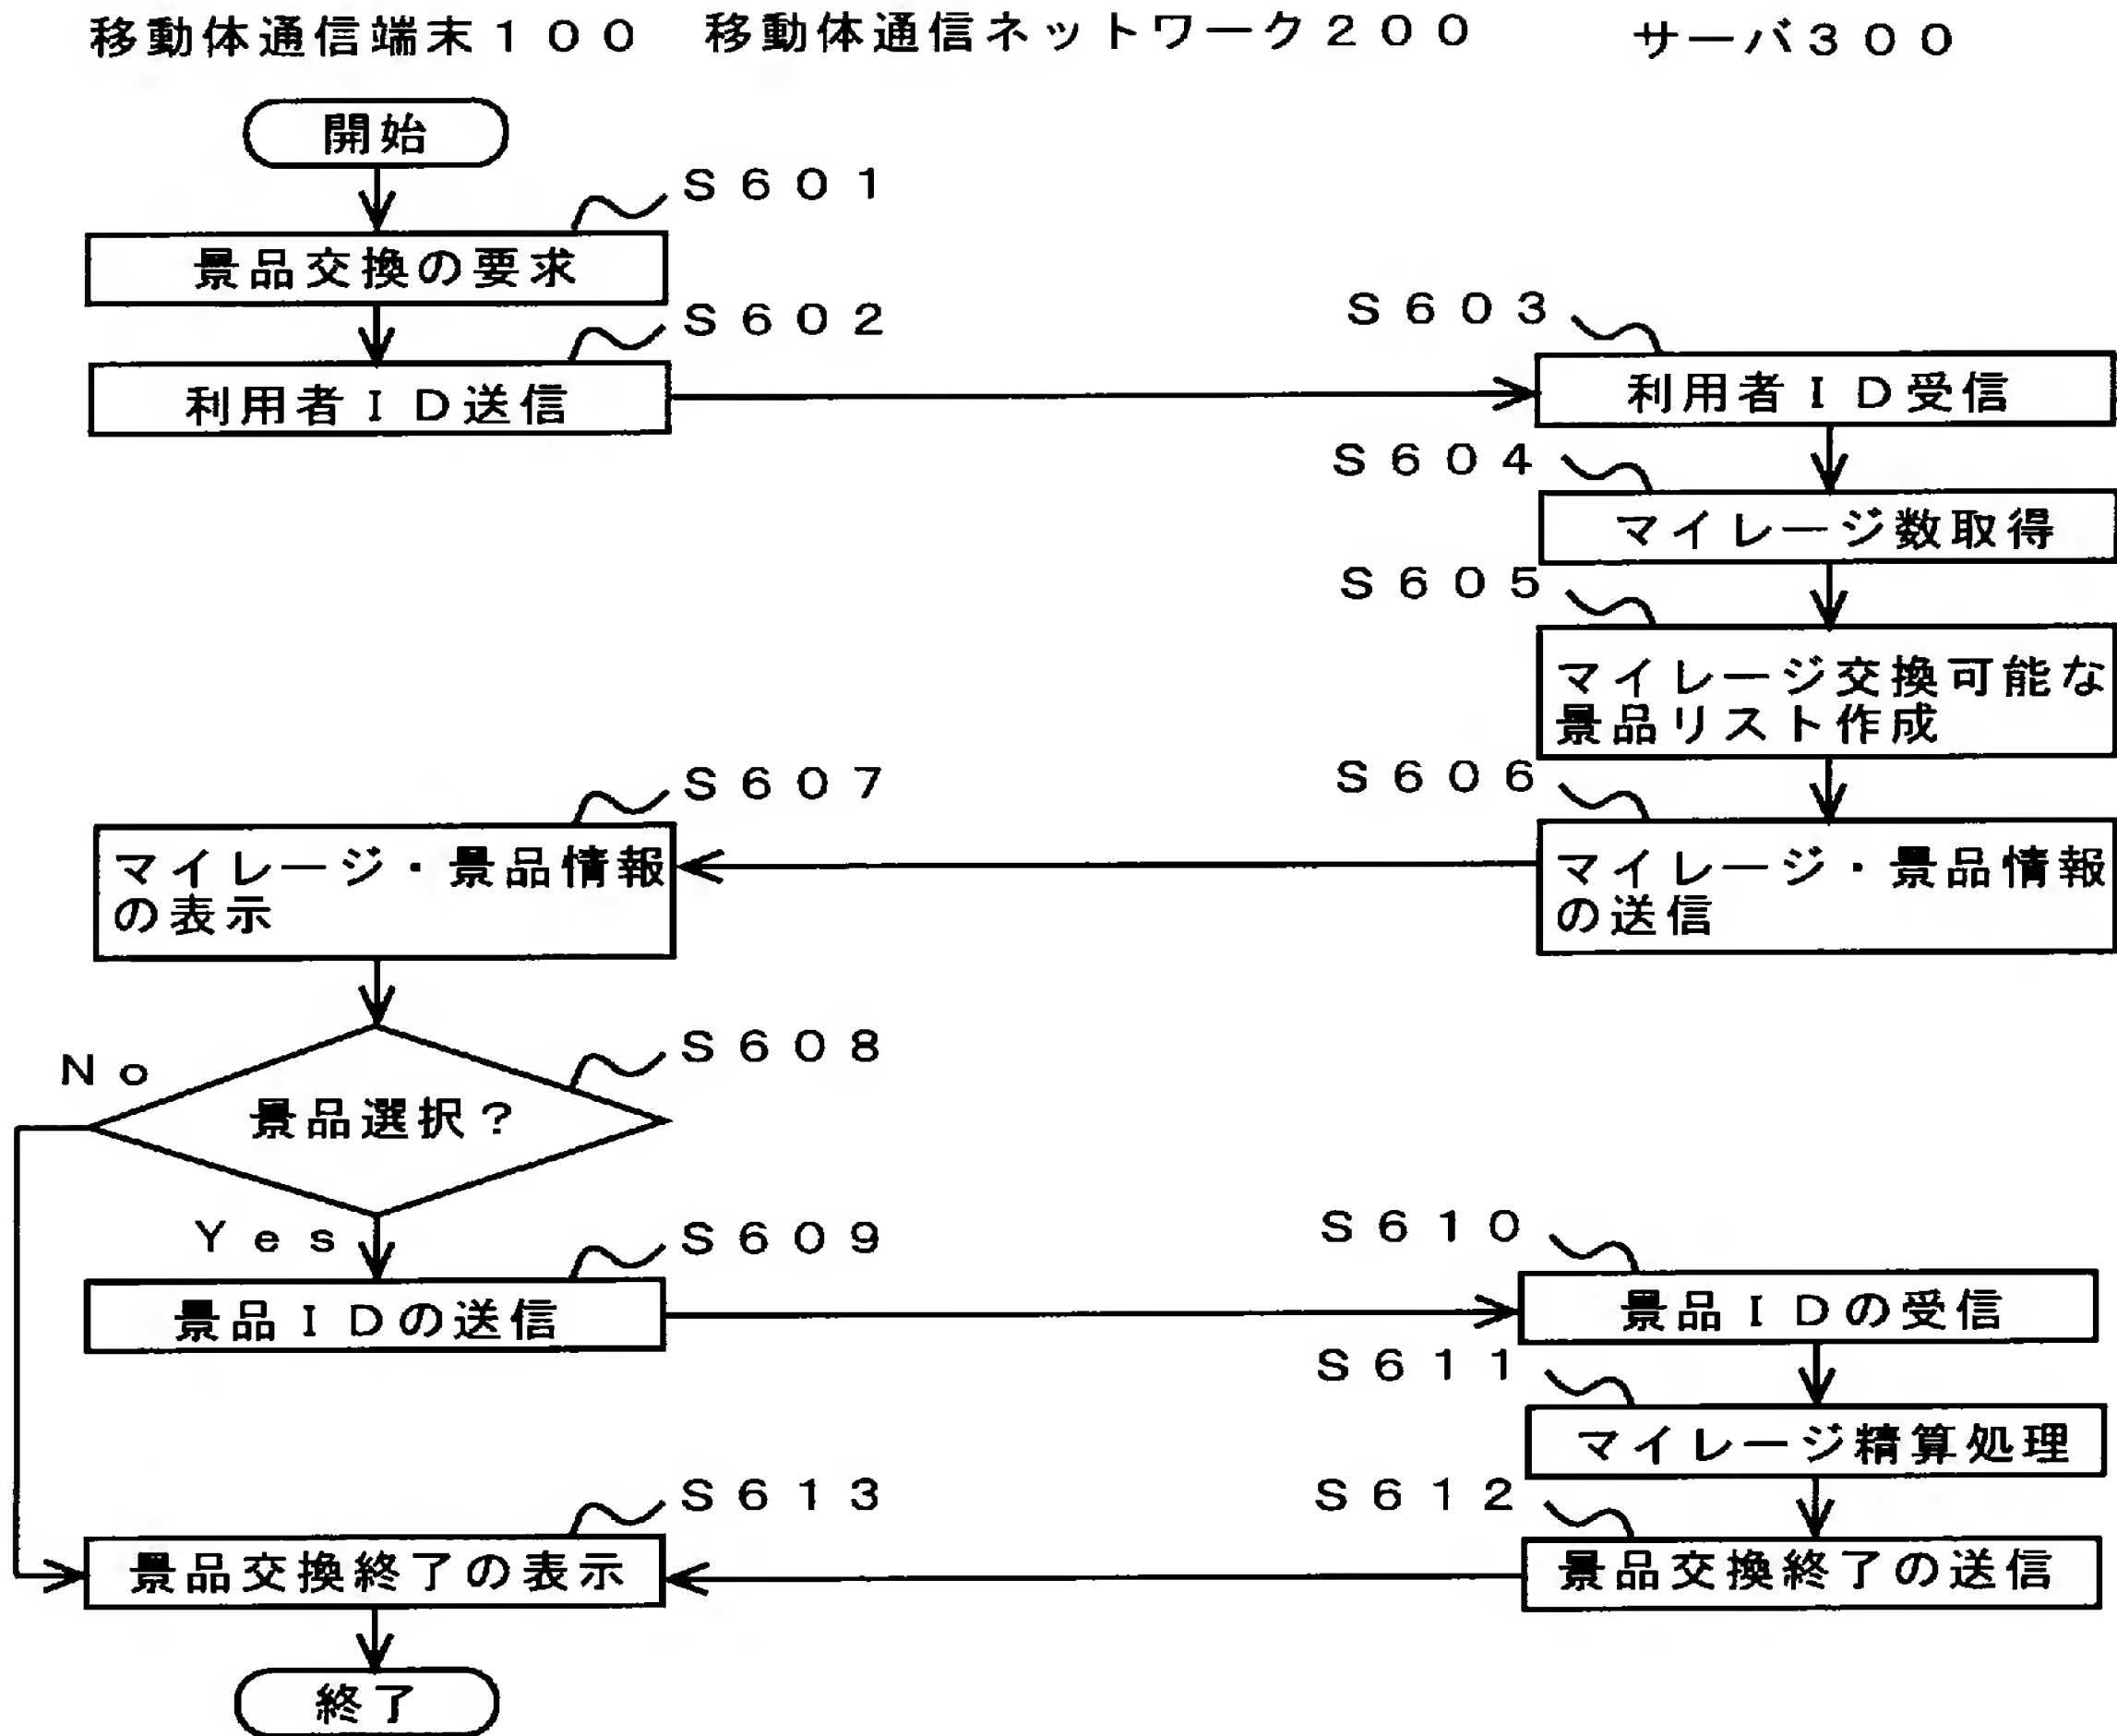 移動体通信端末１００　移動体通信ネットワーク２００　サーバ３００
開始
Ｓ６０１
景品交換の要求
Ｓ６０２
利用者ＩＤ送信
Ｓ６０３
利用者ＩＤ受信
Ｓ６０４
マイレージ数取得
Ｓ６０５
マイレージ交換可能な
景品リスト作成
Ｓ６０６
マイレージ・景品情報
の送信
Ｓ６０７
マイレージ・景品情報
の表示
Ｓ６０８
景品選択？
Ｎｏ
Ｙｅｓ
Ｓ６０９
景品ＩＤの送信
Ｓ６１０
景品ＩＤの受信
Ｓ６１１
マイレージ精算処理
Ｓ６１２
景品交換終了の送信
Ｓ６１３
景品交換終了の表示
終了